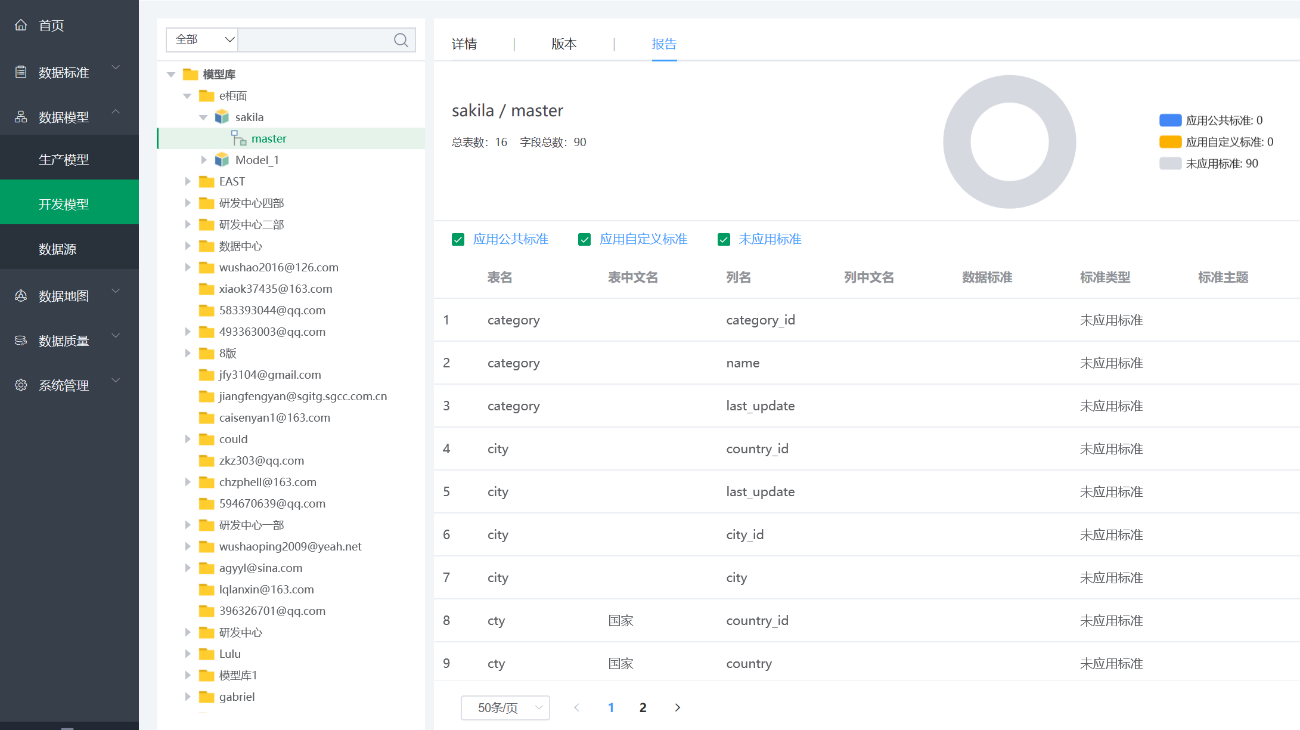 首页
数据标准
数据模型
生产模型
开发模型
数据源
数据地图
数据质量
系统管理
全部
模型库
e柜面
sakila
master
Model_1
EAST
研发中心四部
研发中心二部
数据中心
wushao2016@126.com
xiaok37435@163.com
583393044@qq.com
493363003@qq.com
8版
jfy3104@gmail.com
jiangfengyan@sgitg.sgcc.com.cn
caisenyan1@163.com
could
zkz303@qq.com
chzphell@163.com
594670639@qq.com
研发中心一部
wushaoping2009@yeah.net
agyyl@sina.com
lqlanxin@163.com
396326701@qq.com
研发中心
Lulu
模型库1
gabriel
详情 版本 报告
sakila / master
总表数: 16 字段总数: 90
应用公共标准: 0
应用自定义标准: 0
未应用标准: 90
应用公共标准 应用自定义标准 未应用标准
表名 表中文名 列名 列中文名 数据标准 标准类型 标准主题
1 category category_id 未应用标准
2 category name 未应用标准
3 category last_update 未应用标准
4 city country_id 未应用标准
5 city last_update 未应用标准
6 city city_id 未应用标准
7 city city 未应用标准
8 cty 国家 country_id 未应用标准
9 cty 国家 country 未应用标准
50条/页 1 2